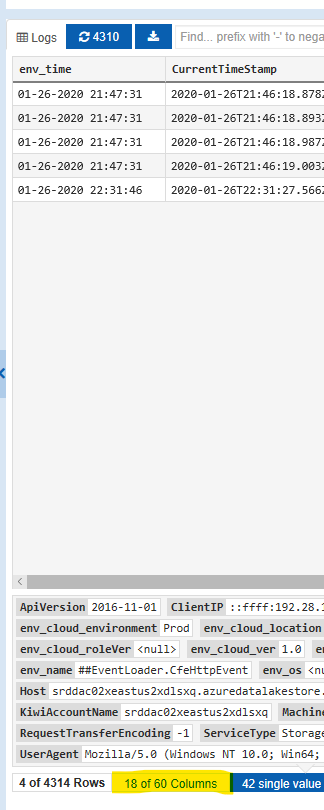 Logs 4310 Find... prefix with '-' to nega
env_time CurrentTimeStamp
01-26-2020 21:47:31 2020-01-26T21:46:18.8782
01-26-2020 21:47:31 2020-01-26T21:46:18.8932
01-26-2020 21:47:31 2020-01-26T21:46:18.9872
01-26-2020 21:47:31 2020-01-26T21:46:19.0032
01-26-2020 22:31:46 2020-01-26T22:31:27.5662
ApiVersion 2016-11-01 ClientIP ::ffff:192.28.1
env_cloud_environment Prod env_cloud_location
env_cloud_roleVer <null> env_cloud_ver 1.0 e
env_name ##EventLoader.CfeHttpEvent env_os <nu
Host srddac02xeastus2xdlsxq.azuredatalakestore.
KiwiAccountName srddac02xeastus2xdlsxq Machine
RequestTransferEncoding -1 ServiceType Storage
UserAgent Mozilla/5.0 (Windows NT 10.0; Win64;
4 of 4314 Rows 18 of 60 Columns 42 single value